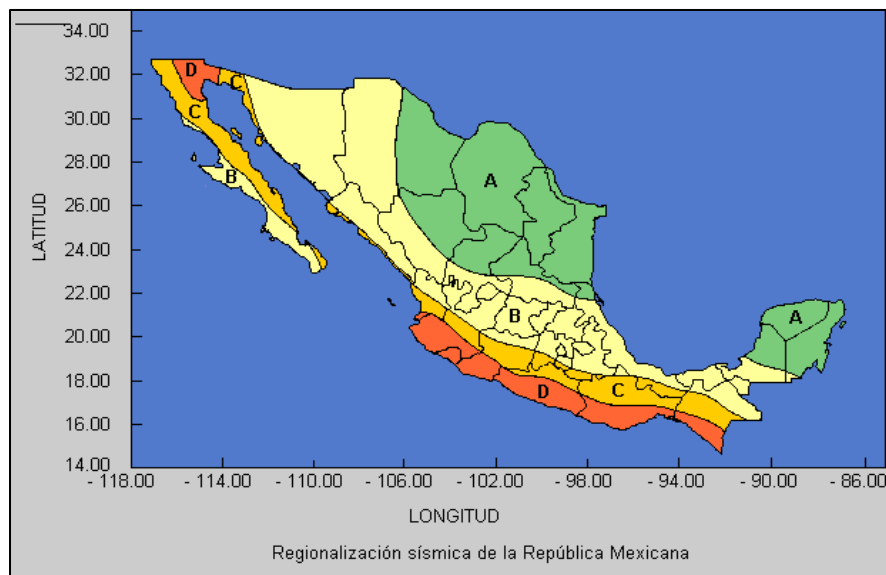 34.00
32.00
30.00
28.00
26.00
24.00
22.00
20.00
18.00
16.00
14.00
LATITUD
D
C
C
B
A
B
A
C
D
- 118.00 - 114.00 - 110.00 - 106.00 - 102.00 - 98.00 - 94.00 - 90.00 - 86.00
LONGITUD
Regionalización sísmica de la República Mexicana